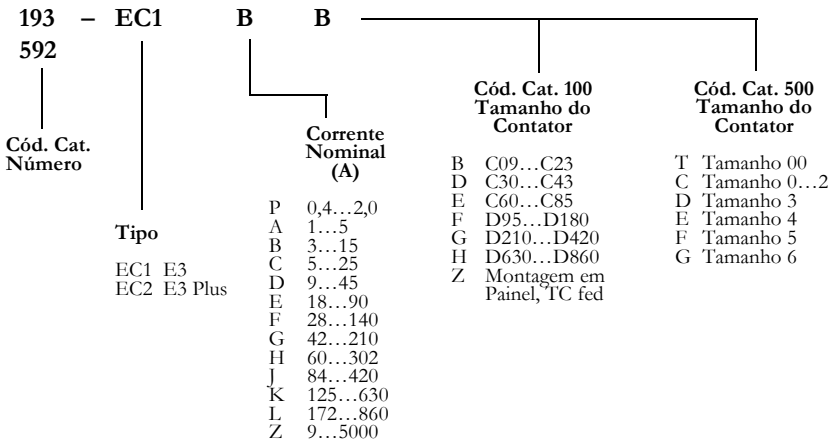 193 – EC1 B B
592
Cód. Cat.
Número
Tipo
EC1 E3
EC2 E3 Plus
Corrente
Nominal
(A)
P 0,4…2,0
A 1…5
B 3…15
C 5…25
D 9…45
E 18…90
F 28…140
G 42…210
H 60…302
J 84…420
K 125…630
L 172…860
Z 9…5000
Cód. Cat. 100
Tamanho do
Contator
B C09…C23
D C30…C43
E C60…C85
F D95…D180
G D210…D420
H D630…D860
Z Montagem em
Painel, TC fed
Cód. Cat. 500
Tamanho do
Contator
T Tamanho 00
C Tamanho 0…2
D Tamanho 3
E Tamanho 4
F Tamanho 5
G Tamanho 6